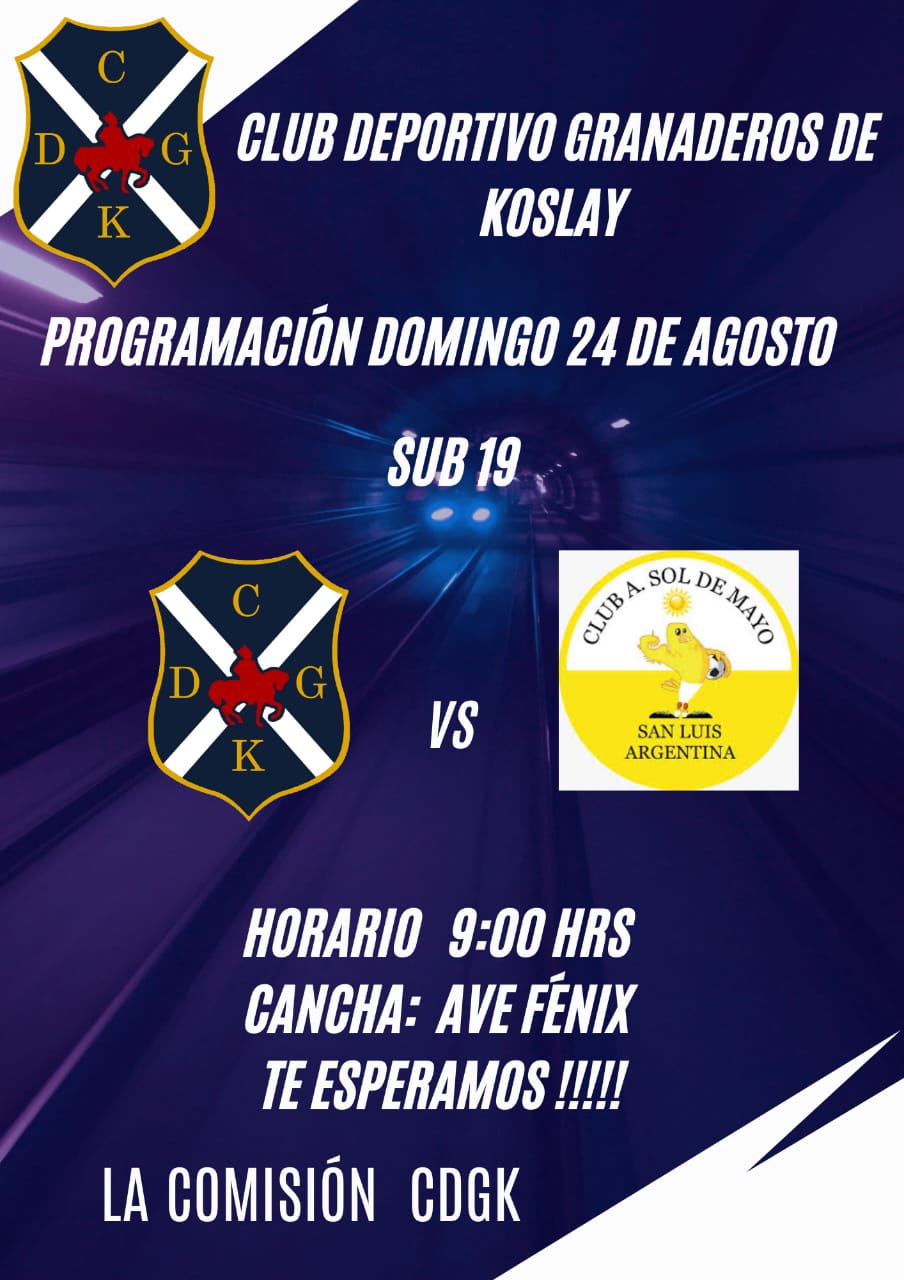 C
D G
K
CLUB DEPORTIVO GRANADEROS DE
KOSLAY
PROGRAMACIÓN DOMINGO 24 DE AGOSTO
SUB 19
C
D G
K
VS
CLUB A. SOL DE MAYO
SAN LUIS
ARGENTINA
HORARIO 9:00 HRS
CANCHA: AVE FÉNIX
TE ESPERAMOS !!!!!
LA COMISIÓN CDGK